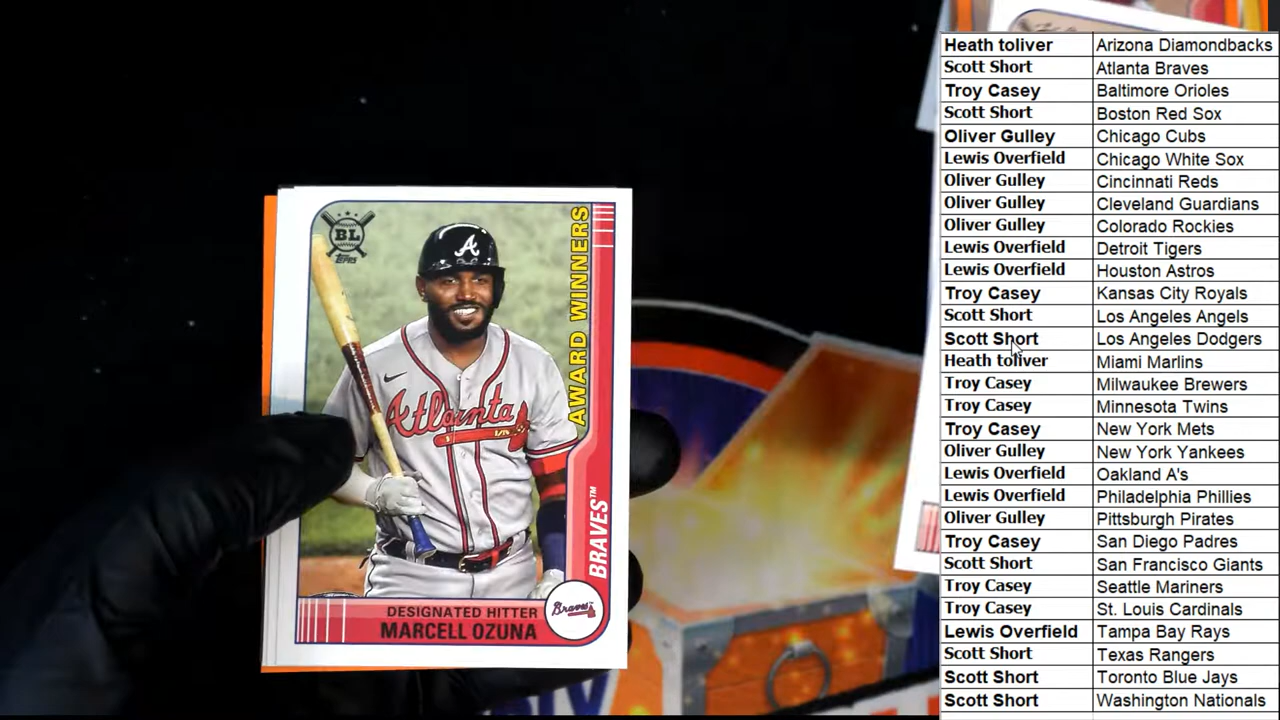 BL
Topps
AWARD WINNERS
A
Atlanta
BRAVES™
DESIGNATED HITTER
MARCELL OZUNA
Braves
Heath toliver Arizona Diamondbacks
Scott Short Atlanta Braves
Troy Casey Baltimore Orioles
Scott Short Boston Red Sox
Oliver Gulley Chicago Cubs
Lewis Overfield Chicago White Sox
Oliver Gulley Cincinnati Reds
Oliver Gulley Cleveland Guardians
Oliver Gulley Colorado Rockies
Lewis Overfield Detroit Tigers
Lewis Overfield Houston Astros
Troy Casey Kansas City Royals
Scott Short Los Angeles Angels
Scott Short Los Angeles Dodgers
Heath toliver Miami Marlins
Troy Casey Milwaukee Brewers
Troy Casey Minnesota Twins
Troy Casey New York Mets
Oliver Gulley New York Yankees
Lewis Overfield Oakland A's
Lewis Overfield Philadelphia Phillies
Oliver Gulley Pittsburgh Pirates
Troy Casey San Diego Padres
Scott Short San Francisco Giants
Troy Casey Seattle Mariners
Troy Casey St. Louis Cardinals
Lewis Overfield Tampa Bay Rays
Scott Short Texas Rangers
Scott Short Toronto Blue Jays
Scott Short Washington Nationals